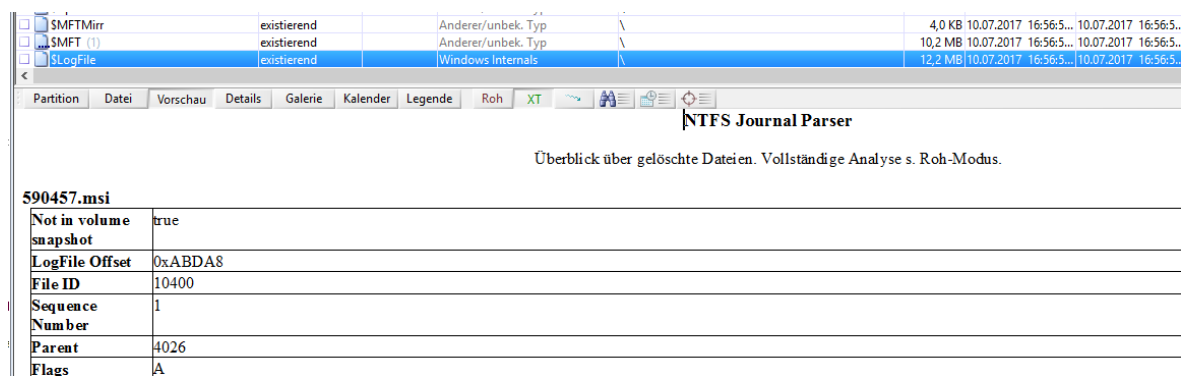 $MFTMirr existierend Anderer/unbek. Typ \ 4,0 KB 10.07.2017 16:56:5... 10.07.2017 16:56:5...
$MFT (1) existierend Anderer/unbek. Typ \ 10,2 MB 10.07.2017 16:56:5... 10.07.2017 16:56:5...
$LogFile existierend Windows Internals \ 12,2 MB 10.07.2017 16:56:5... 10.07.2017 16:56:5...
Partition Datei Vorschau Details Galerie Kalender Legende Roh XT
NTFS Journal Parser
Überblick über gelöschte Dateien. Vollständige Analyse s. Roh-Modus.
590457.msi
Not in volume true
snapshot
LogFile Offset 0xABDA8
File ID 10400
Sequence 1
Number
Parent 4026
Flags A